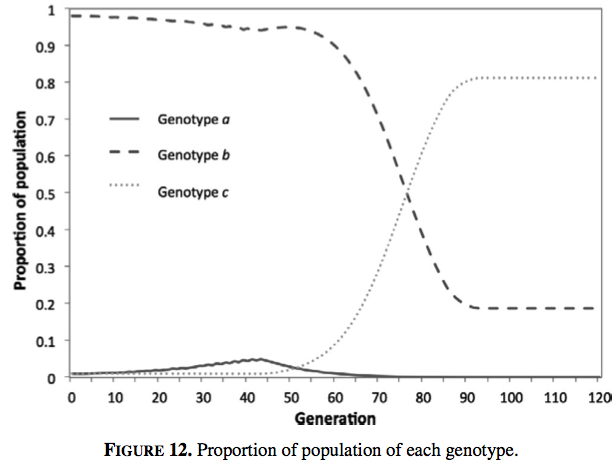 1
0.9
0.8
0.7
0.6
0.5
0.4
0.3
0.2
0.1
0
Proportion of population
Genotype a
Genotype b
Genotype c
0 10 20 30 40 50 60 70 80 90 100 110 120
Generation
FIGURE 12. Proportion of population of each genotype.